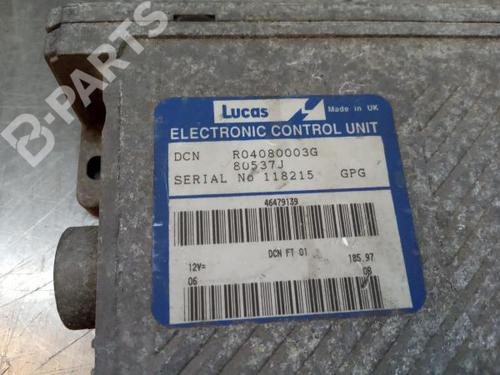 Lucas
Made in UK
ELECTRONIC CONTROL UNIT
DCN R04080003G
80537J
SERIAL No 118215 GPG
46479139
DCN FT 01
12V= 185,97
06 08
B-PARTS